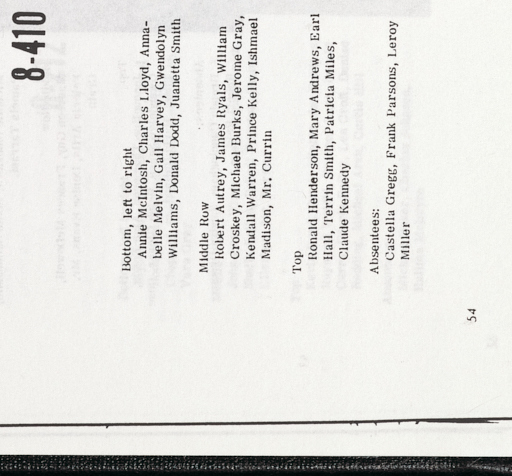 8-410
Bottom, left to right
Annie McIntosh, Charles Lloyd, Anna-
belle Melvin, Gail Harvey, Gwendolyn
Williams, Donald Dodd, Juanetta Smith
Middle Row
Robert Autrey, James Ryals, William
Croskey, Michael Burks, Jerome Gray,
Kendall Warren, Prince Kelly, Ishmael
Madison, Mr. Currin
Top
Ronald Henderson, Mary Andrews, Earl
Hall, Terrin Smith, Patricia Miles,
Claude Kennedy
Absentees:
Castella Gregg, Frank Parsons, Leroy
Miller
54